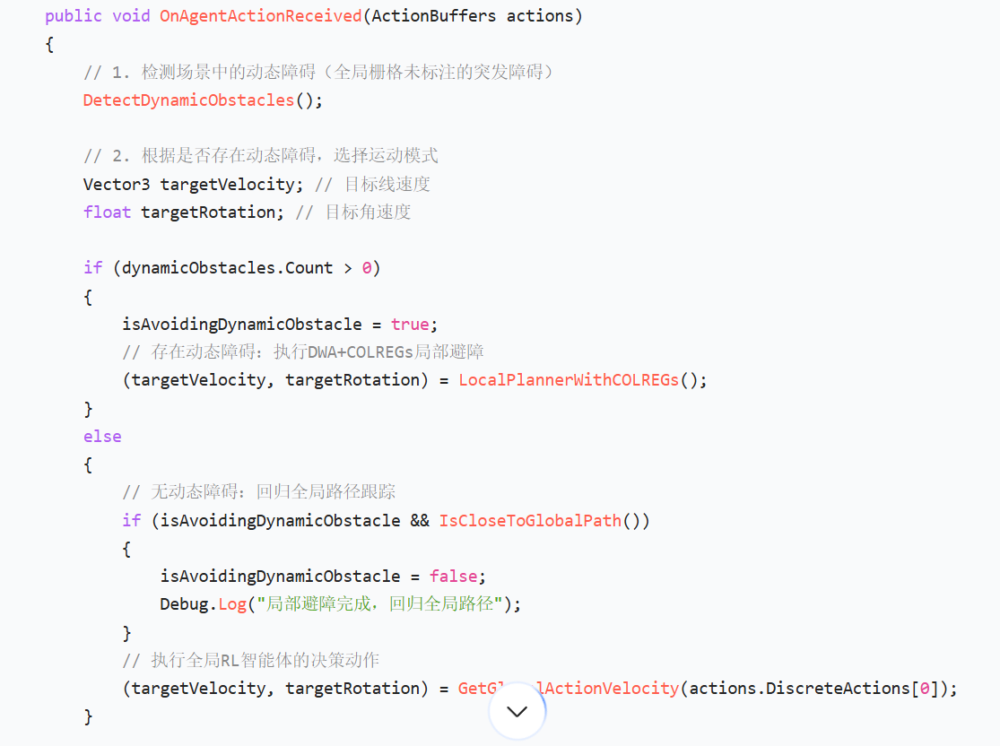 public void OnAgentActionReceived(ActionBuffers actions)
{
// 1. 检测场景中的动态障碍（全局栅格未标注的突发障碍）
DetectDynamicObstacles();
// 2. 根据是否存在动态障碍，选择运动模式
Vector3 targetVelocity; // 目标线速度
float targetRotation; // 目标角速度
if (dynamicObstacles.Count > 0)
{
isAvoidingDynamicObstacle = true;
// 存在动态障碍：执行DWA+COLREGs局部避障
(targetVelocity, targetRotation) = LocalPlannerWithCOLREGs();
}
else
{
// 无动态障碍：回归全局路径跟踪
if (isAvoidingDynamicObstacle && IsCloseToGlobalPath())
{
isAvoidingDynamicObstacle = false;
Debug.Log("局部避障完成，回归全局路径");
}
// 执行全局RL智能体的决策动作
(targetVelocity, targetRotation) = (actions.DiscreteActions[0]);
}